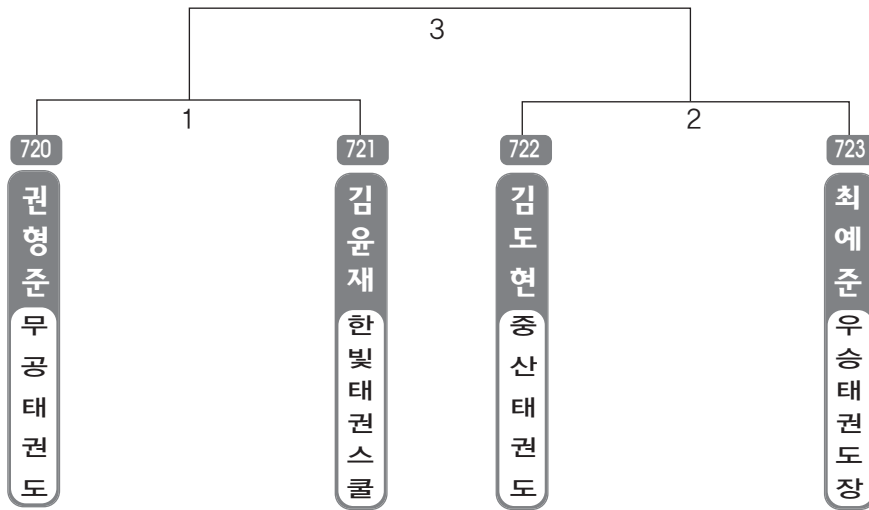 3
1
2
720
721
722
723
권형준
김윤재
김도현
최예준
무공태권도
한빛태권스쿨
중산태권도
우승태권도장